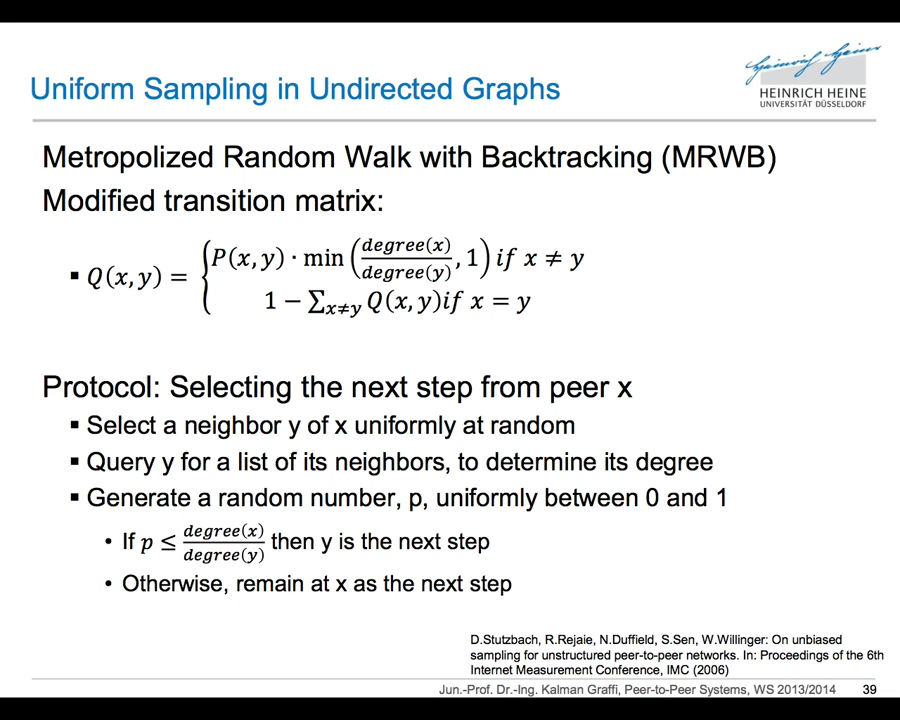 Heinrich Heine
HEINRICH HEINE
UNIVERSITÄT DÜSSELDORF
Uniform Sampling in Undirected Graphs
Metropolized Random Walk with Backtracking (MRWB)
Modified transition matrix:
▪ Q(x, y) = { P(x, y) · min(degree(x)/degree(y), 1) if x ≠ y
1 − ∑x≠y Q(x, y)if x = y
Protocol: Selecting the next step from peer x
▪ Select a neighbor y of x uniformly at random
▪ Query y for a list of its neighbors, to determine its degree
▪ Generate a random number, p, uniformly between 0 and 1
• If p ≤ degree(x)/degree(y) then y is the next step
• Otherwise, remain at x as the next step
D.Stutzbach, R.Rejaie, N.Duffield, S.Sen, W.Willinger: On unbiased
sampling for unstructured peer-to-peer networks. In: Proceedings of the 6th
Internet Measurement Conference, IMC (2006)
Jun.-Prof. Dr.-Ing. Kalman Graffi, Peer-to-Peer Systems, WS 2013/2014 39